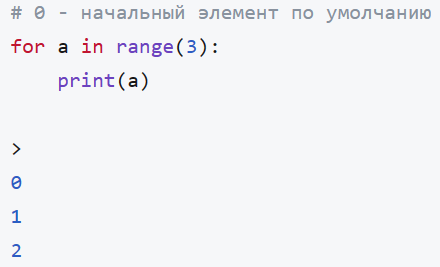 # 0 - начальный элемент по умолчанию
for a in range(3):
    print(a)
>
0
1
2